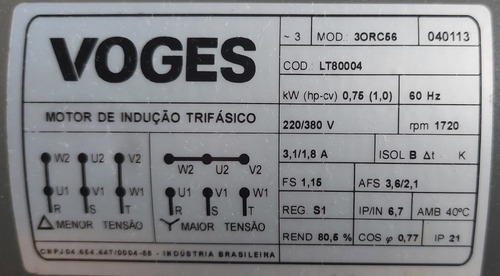 VOGES
MOTOR DE INDUÇÃO TRIFÁSICO
W2 U2 V2 W2 U2 V2
U1 V1 W1 U1 V1 W1
R S T R S T
△ MENOR TENSÃO Y MAIOR TENSÃO
CNPJ 04.664.447/0004-66 - INDÚSTRIA BRASILEIRA
~ 3 MOD.: 3ORC56 040113
COD.: LT80004
kW (hp-cv) 0,75 (1,0) 60 Hz
220/380 V rpm 1720
3,1/1,8 A ISOL B Δt K
FS 1,15 AFS 3,6/2,1
REG S1 IP/IN 6,7 AMB 40ºC
REND 80,5 % COS φ 0,77 IP 21